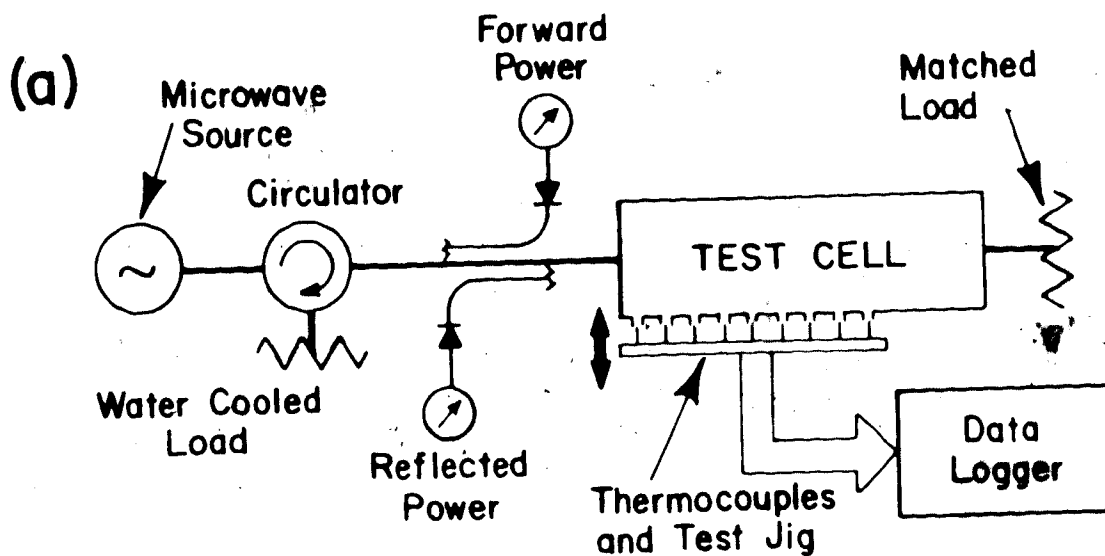 (a)
Microwave
Source
Circulator
Forward
Power
Matched
Load
~
TEST CELL
Water Cooled
Load
Reflected
Power
Thermocouples
and Test Jig
Data
Logger